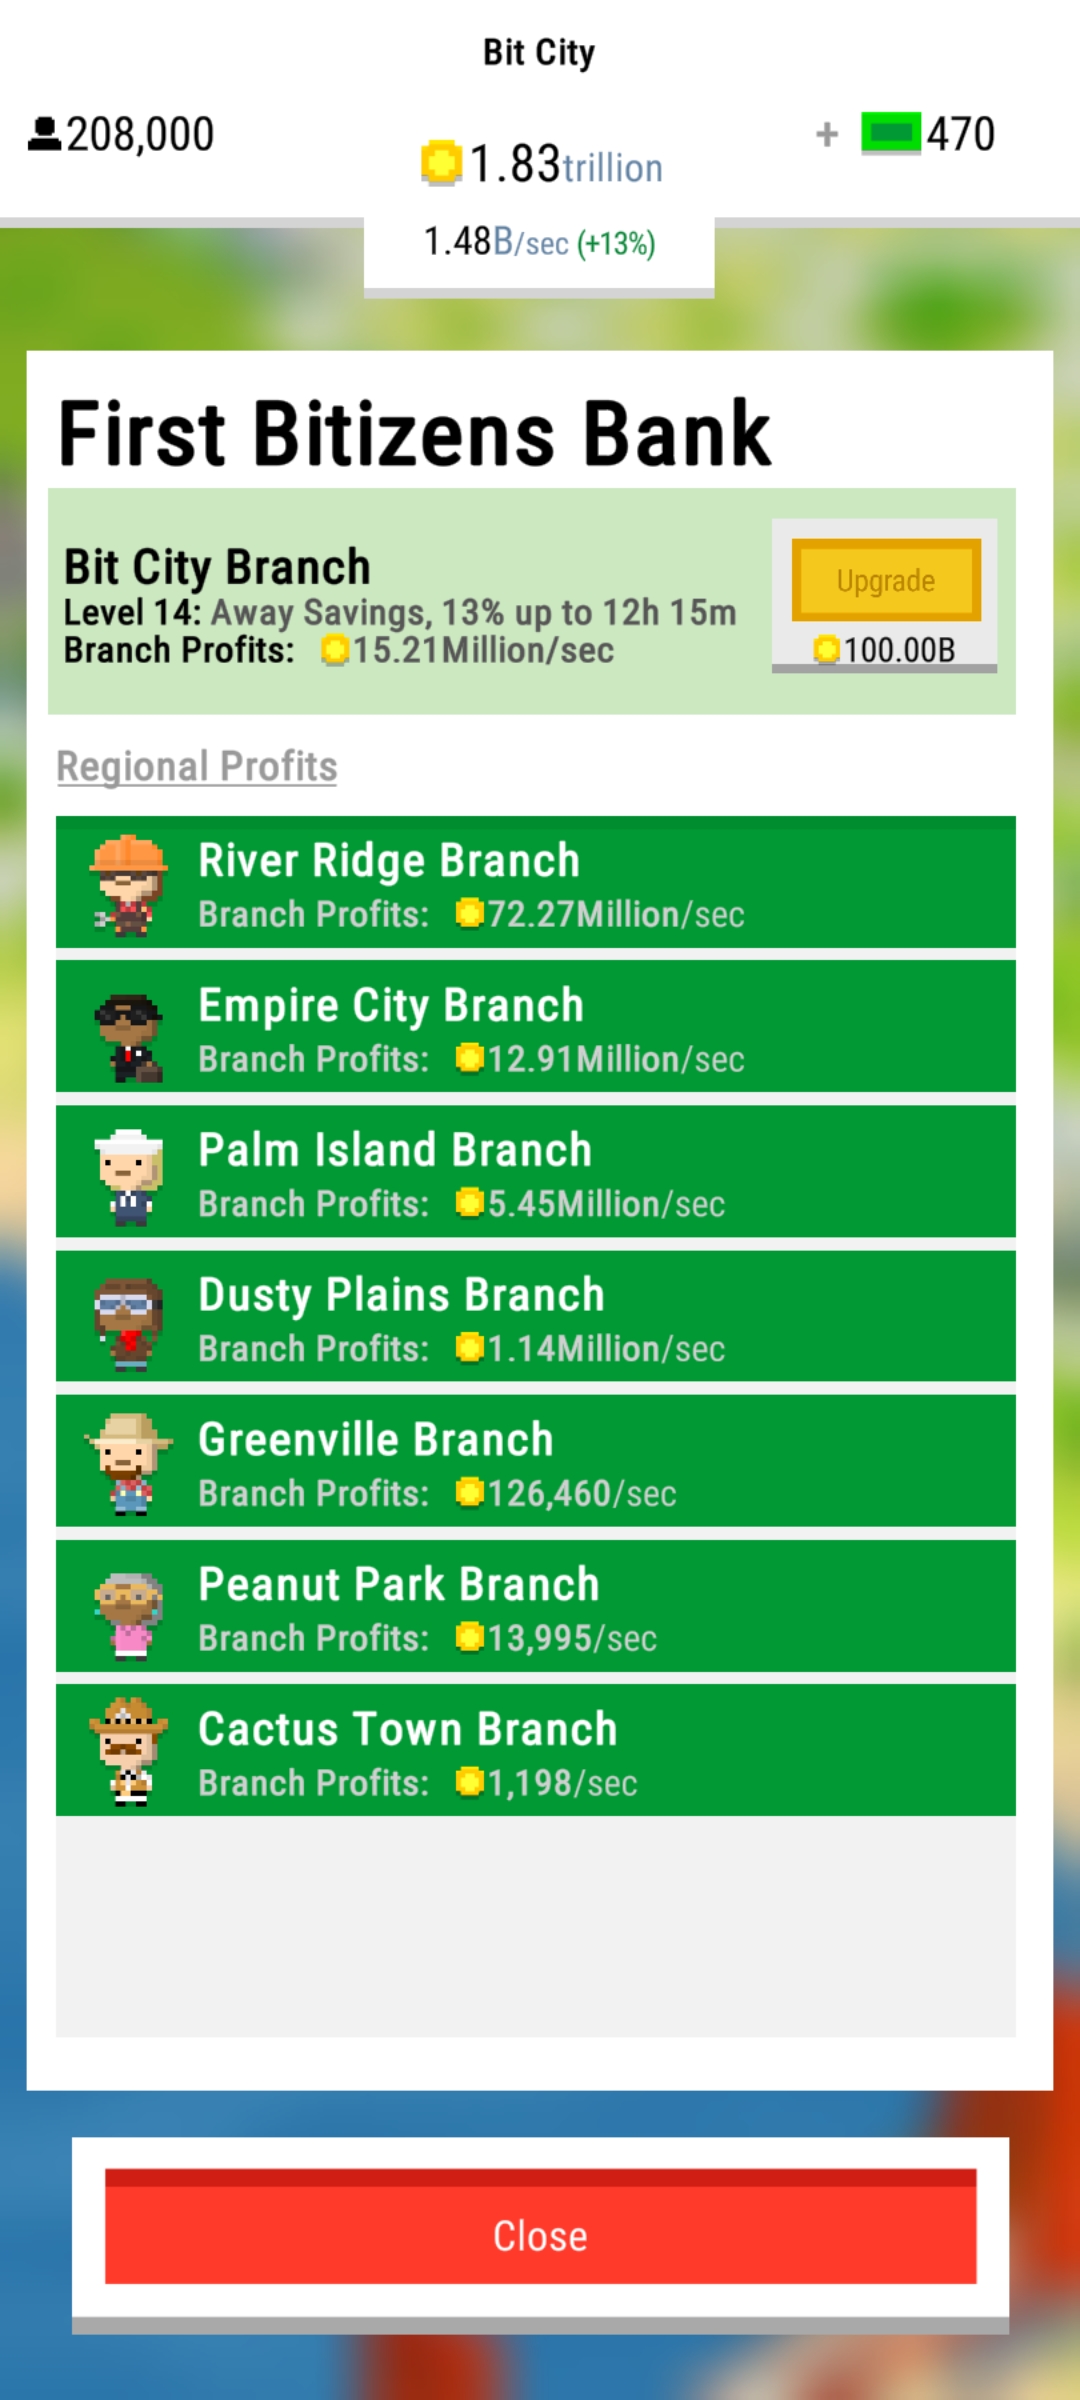 Bit City
208,000
1.83trillion
+ 470
1.48B/sec (+13%)
First Bitizens Bank
Bit City Branch
Level 14: Away Savings, 13% up to 12h 15m
Branch Profits: 15.21Million/sec
Upgrade
100.00B
Regional Profits
River Ridge Branch
Branch Profits: 72.27Million/sec
Empire City Branch
Branch Profits: 12.91Million/sec
Palm Island Branch
Branch Profits: 5.45Million/sec
Dusty Plains Branch
Branch Profits: 1.14Million/sec
Greenville Branch
Branch Profits: 126,460/sec
Peanut Park Branch
Branch Profits: 13,995/sec
Cactus Town Branch
Branch Profits: 1,198/sec
Close